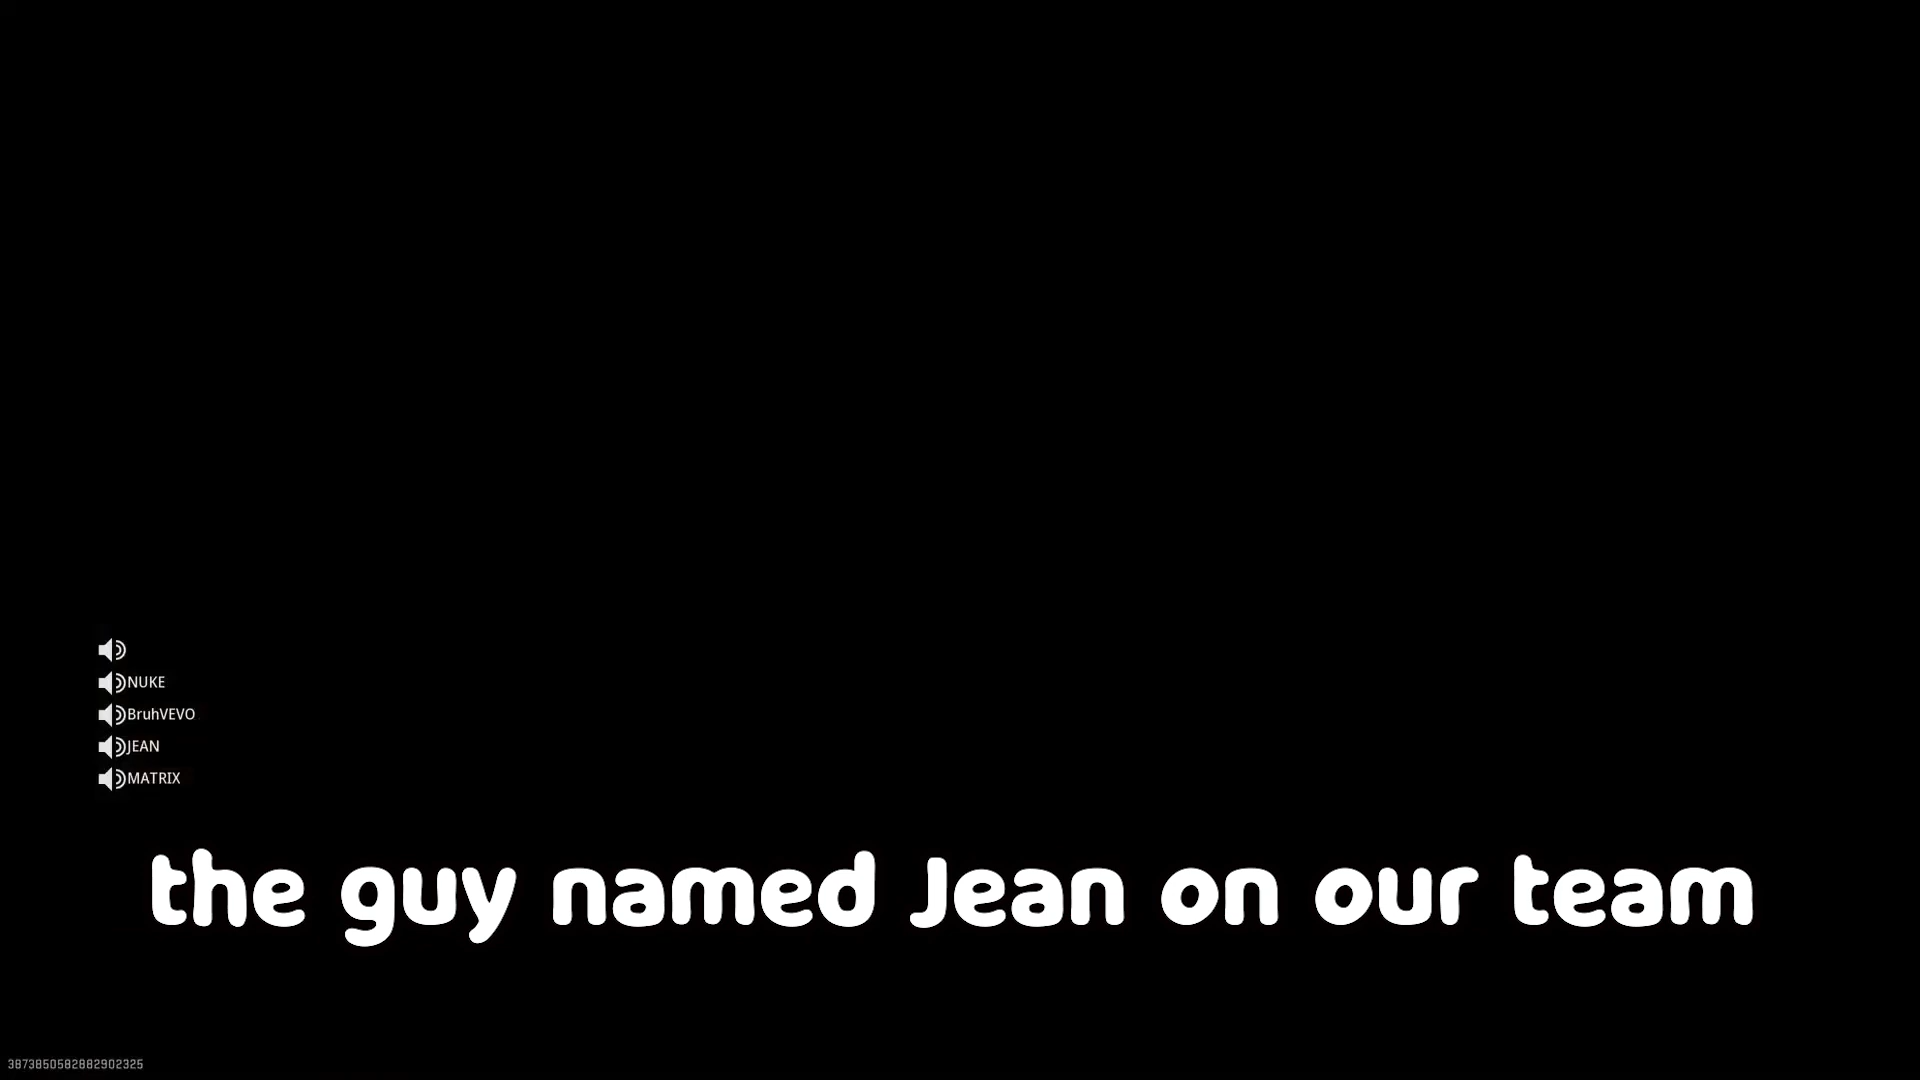 NUKE
BruhVEVO
JEAN
MATRIX
the guy named Jean on our team
3873850582882902325